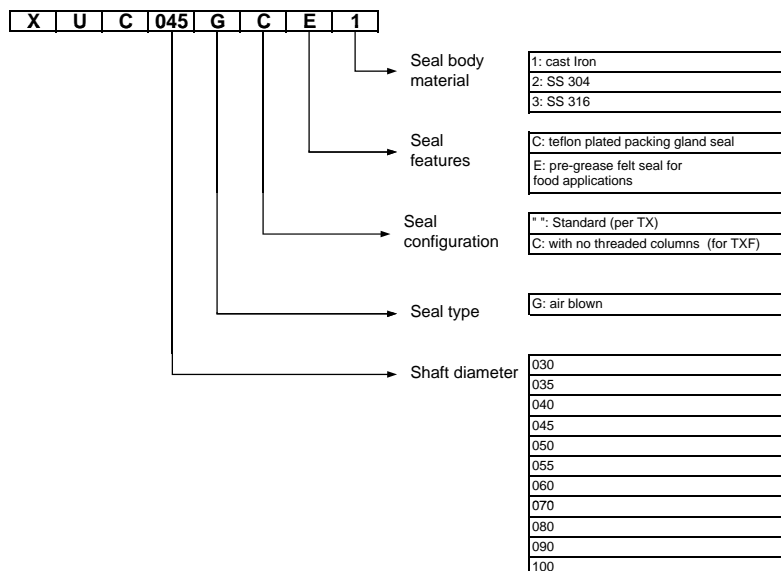 X U C 045 G C E 1
Seal body
material
1: cast Iron
2: SS 304
3: SS 316
Seal
features
C: teflon plated packing gland seal
E: pre-grease felt seal for
food applications
Seal
configuration
" ": Standard (per TX)
C: with no threaded columns (for TXF)
Seal type
G: air blown
Shaft diameter
030
035
040
045
050
055
060
070
080
090
100